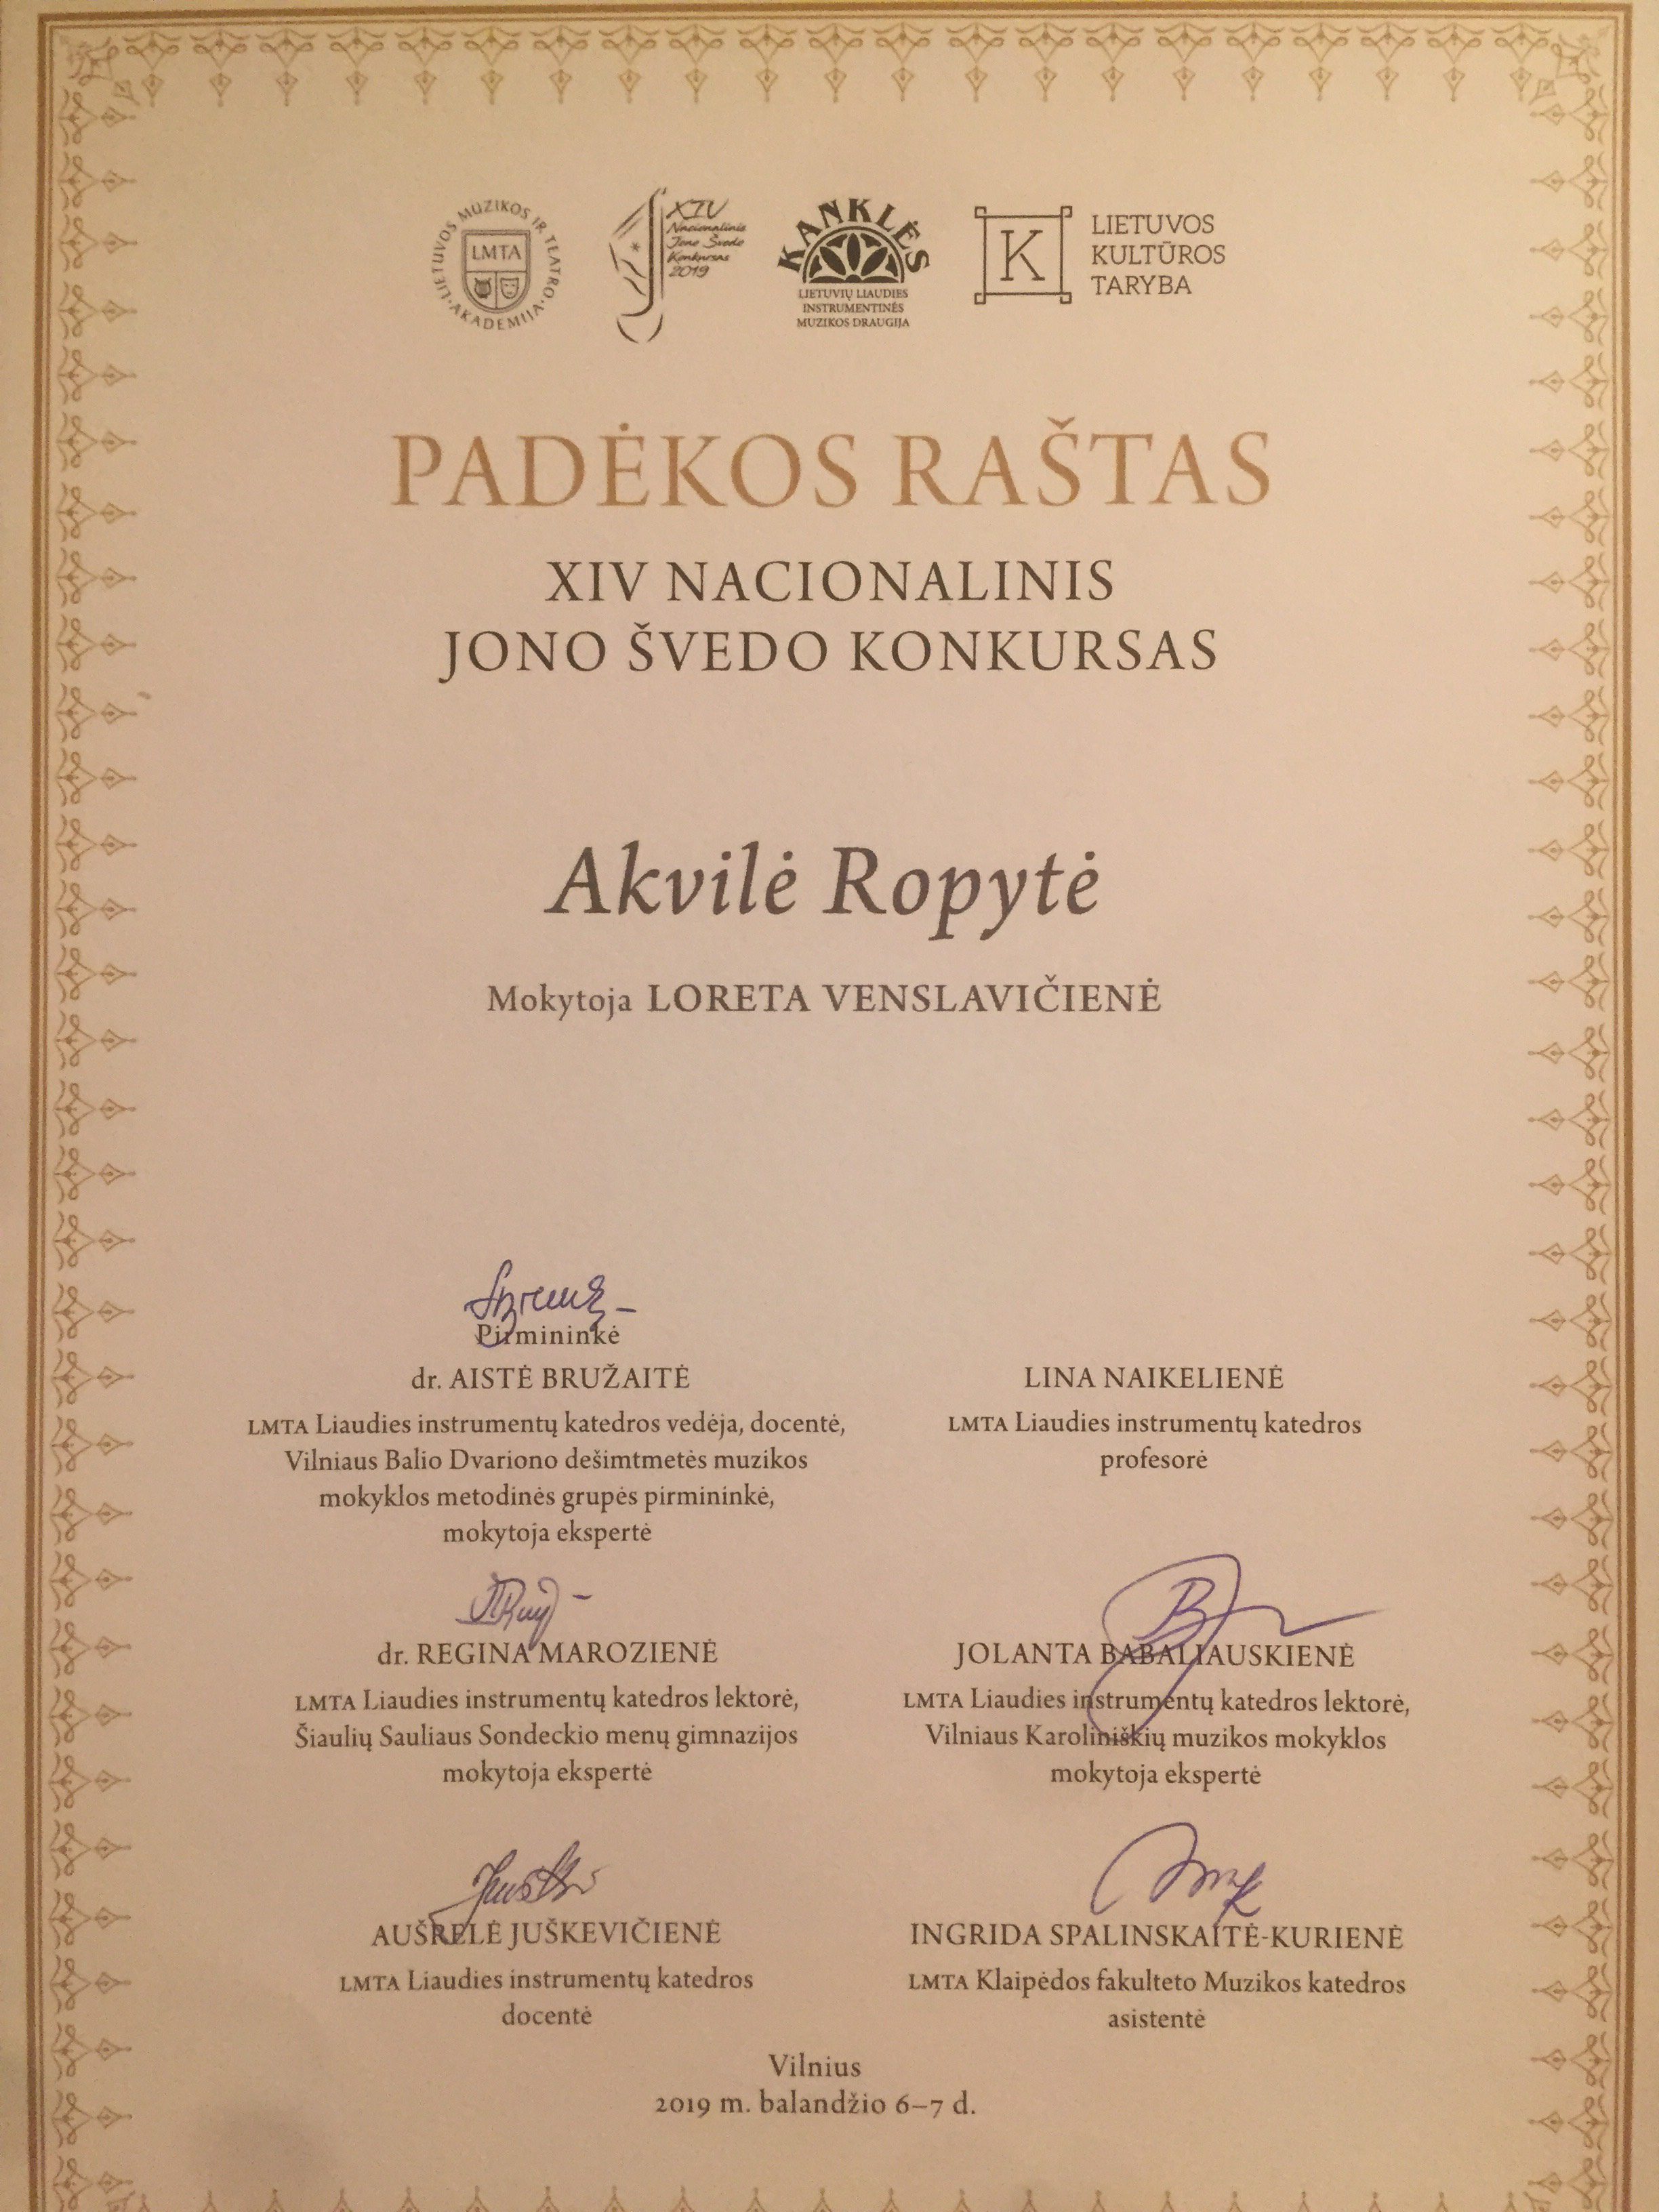 LIETUVOS MUZIKOS IR TEATRO AKADEMIJA
LMTA
XIV
Nacionalinis
Jono Švedo
Konkursas
2019
KANKLĖS
LIETUVIŲ LIAUDIES
INSTRUMENTINĖS
MUZIKOS DRAUGIJA
K
LIETUVOS
KULTŪROS
TARYBA
PADĖKOS RAŠTAS
XIV NACIONALINIS
JONO ŠVEDO KONKURSAS
Akvilė Ropytė
Mokytoja LORETA VENSLAVIČIENĖ
Pirmininkė
dr. AISTĖ BRUŽAITĖ
LMTA Liaudies instrumentų katedros vedėja, docentė,
Vilniaus Balio Dvariono dešimtmetės muzikos
mokyklos metodinės grupės pirmininkė,
mokytoja ekspertė
LINA NAIKELIENĖ
LMTA Liaudies instrumentų katedros
profesorė
dr. REGINA MAROZIENĖ
LMTA Liaudies instrumentų katedros lektorė,
Šiaulių Sauliaus Sondeckio menų gimnazijos
mokytoja ekspertė
JOLANTA BABALIAUSKIENĖ
LMTA Liaudies instrumentų katedros lektorė,
Vilniaus Karoliniškių muzikos mokyklos
mokytoja ekspertė
AUŠRELĖ JUŠKEVIČIENĖ
LMTA Liaudies instrumentų katedros
docentė
INGRIDA SPALINSKAITĖ-KURIENĖ
LMTA Klaipėdos fakulteto Muzikos katedros
asistentė
Vilnius
2019 m. balandžio 6–7 d.